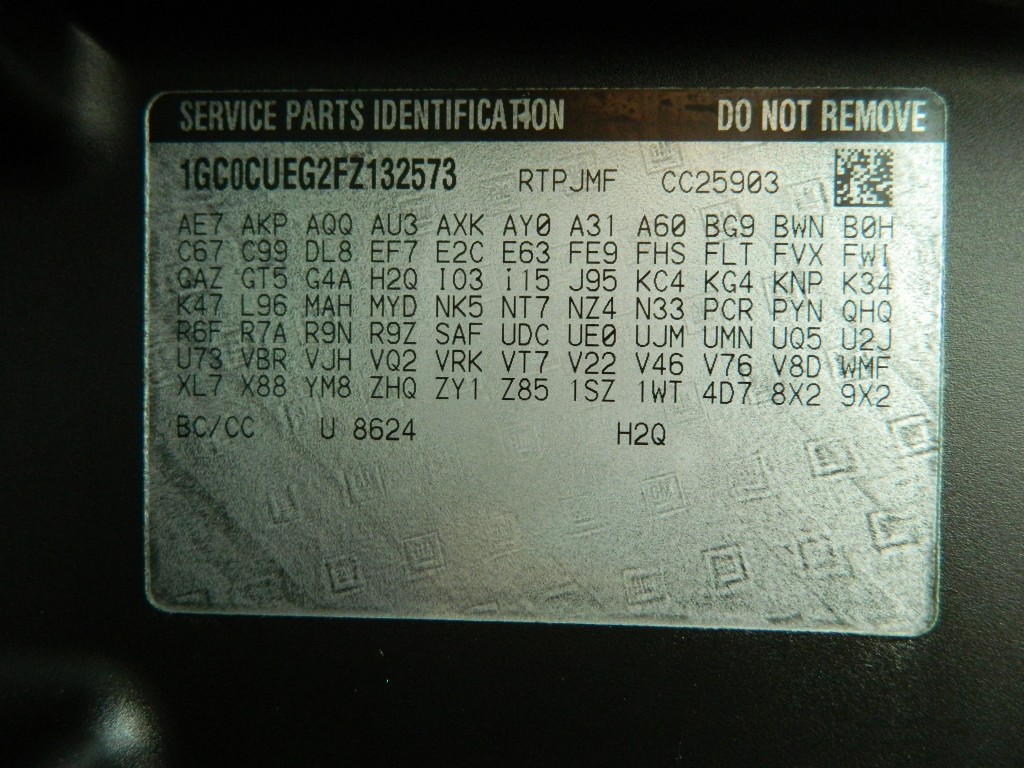 SERVICE PARTS IDENTIFICATION DO NOT REMOVE
1GC0CUEG2FZ132573 RTPJMF CC25903
AE7 AKP AQQ AU3 AXK AY0 A31 A60 BG9 BWN B0H
C67 C99 DL8 EF7 E2C E63 FE9 FHS FLT FVX FWI
QAZ GT5 G4A H2Q I03 i15 J95 KC4 KG4 KNP K34
K47 L96 MAH MYD NK5 NT7 NZ4 N33 PCR PYN QHQ
R6F R7A R9N R9Z SAF UDC UE0 UJM UMN UQ5 U2J
U73 VBR VJH VQ2 VRK VT7 V22 V46 V76 V8D WMF
XL7 X88 YM8 ZHQ ZY1 Z85 1SZ 1WT 4D7 8X2 9X2
BC/CC U 8624 H2Q